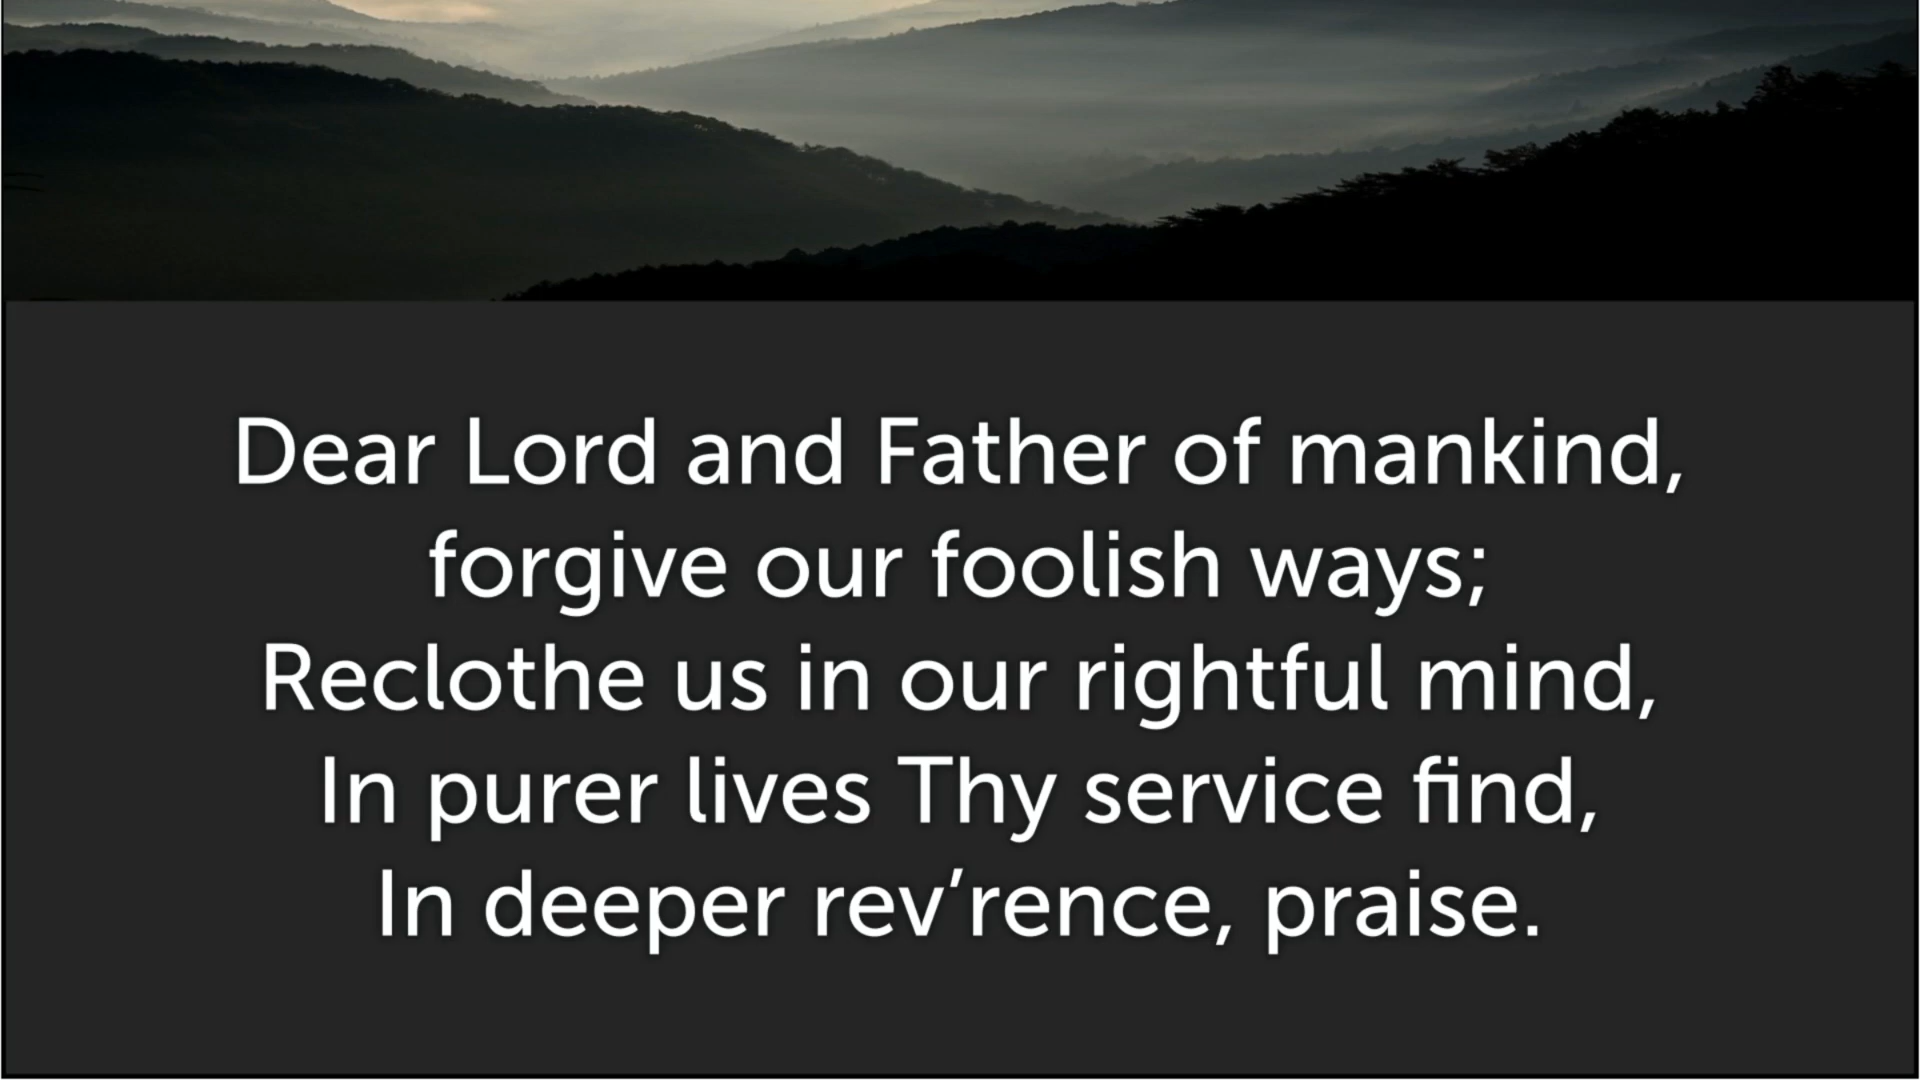 Dear Lord and Father of mankind,
forgive our foolish ways;
Reclothe us in our rightful mind,
In purer lives Thy service find,
In deeper rev’rence, praise.